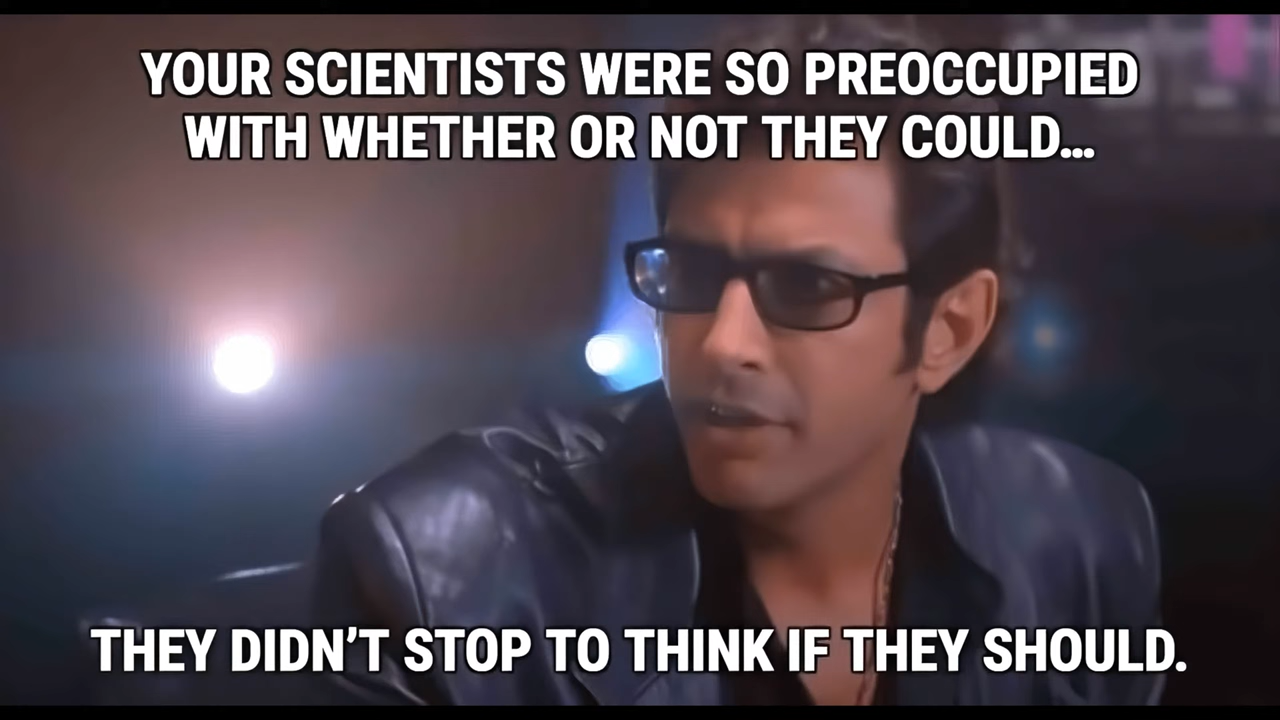 YOUR SCIENTISTS WERE SO PREOCCUPIED
WITH WHETHER OR NOT THEY COULD...
THEY DIDN'T STOP TO THINK IF THEY SHOULD.